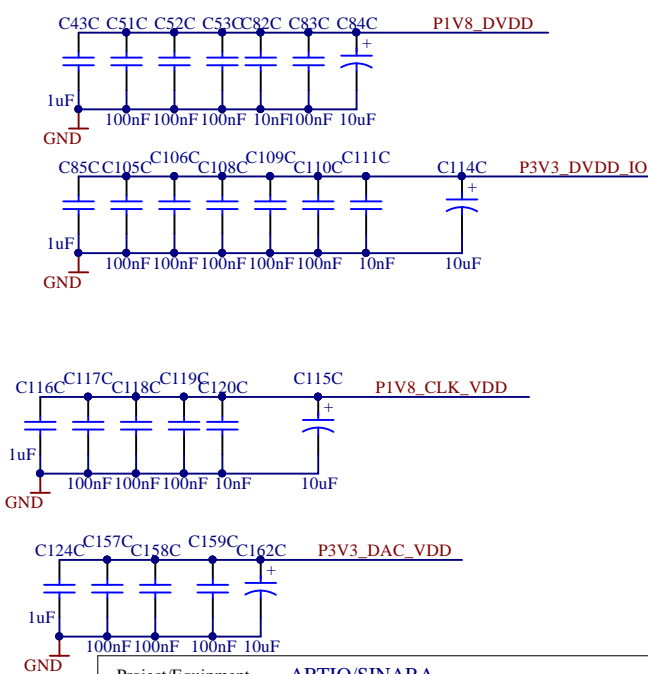 C43C C51C C52C C53C C82C C83C C84C P1V8_DVDD
+
1uF
100nF 100nF 100nF 10nF 100nF 10uF
GND
C85C C105C C106C C108C C109C C110C C111C C114C P3V3_DVDD_IO
+
1uF
100nF 100nF 100nF 100nF 100nF 10nF 10uF
GND
C116C C117C C118C C119C C120C C115C P1V8_CLK_VDD
+
1uF
100nF 100nF 100nF 10nF 10uF
GND
C124C C157C C158C C159C C162C P3V3_DAC_VDD
+
1uF
100nF 100nF 100nF 10uF
GND
Project/Equipment ARTIQ/SINARA